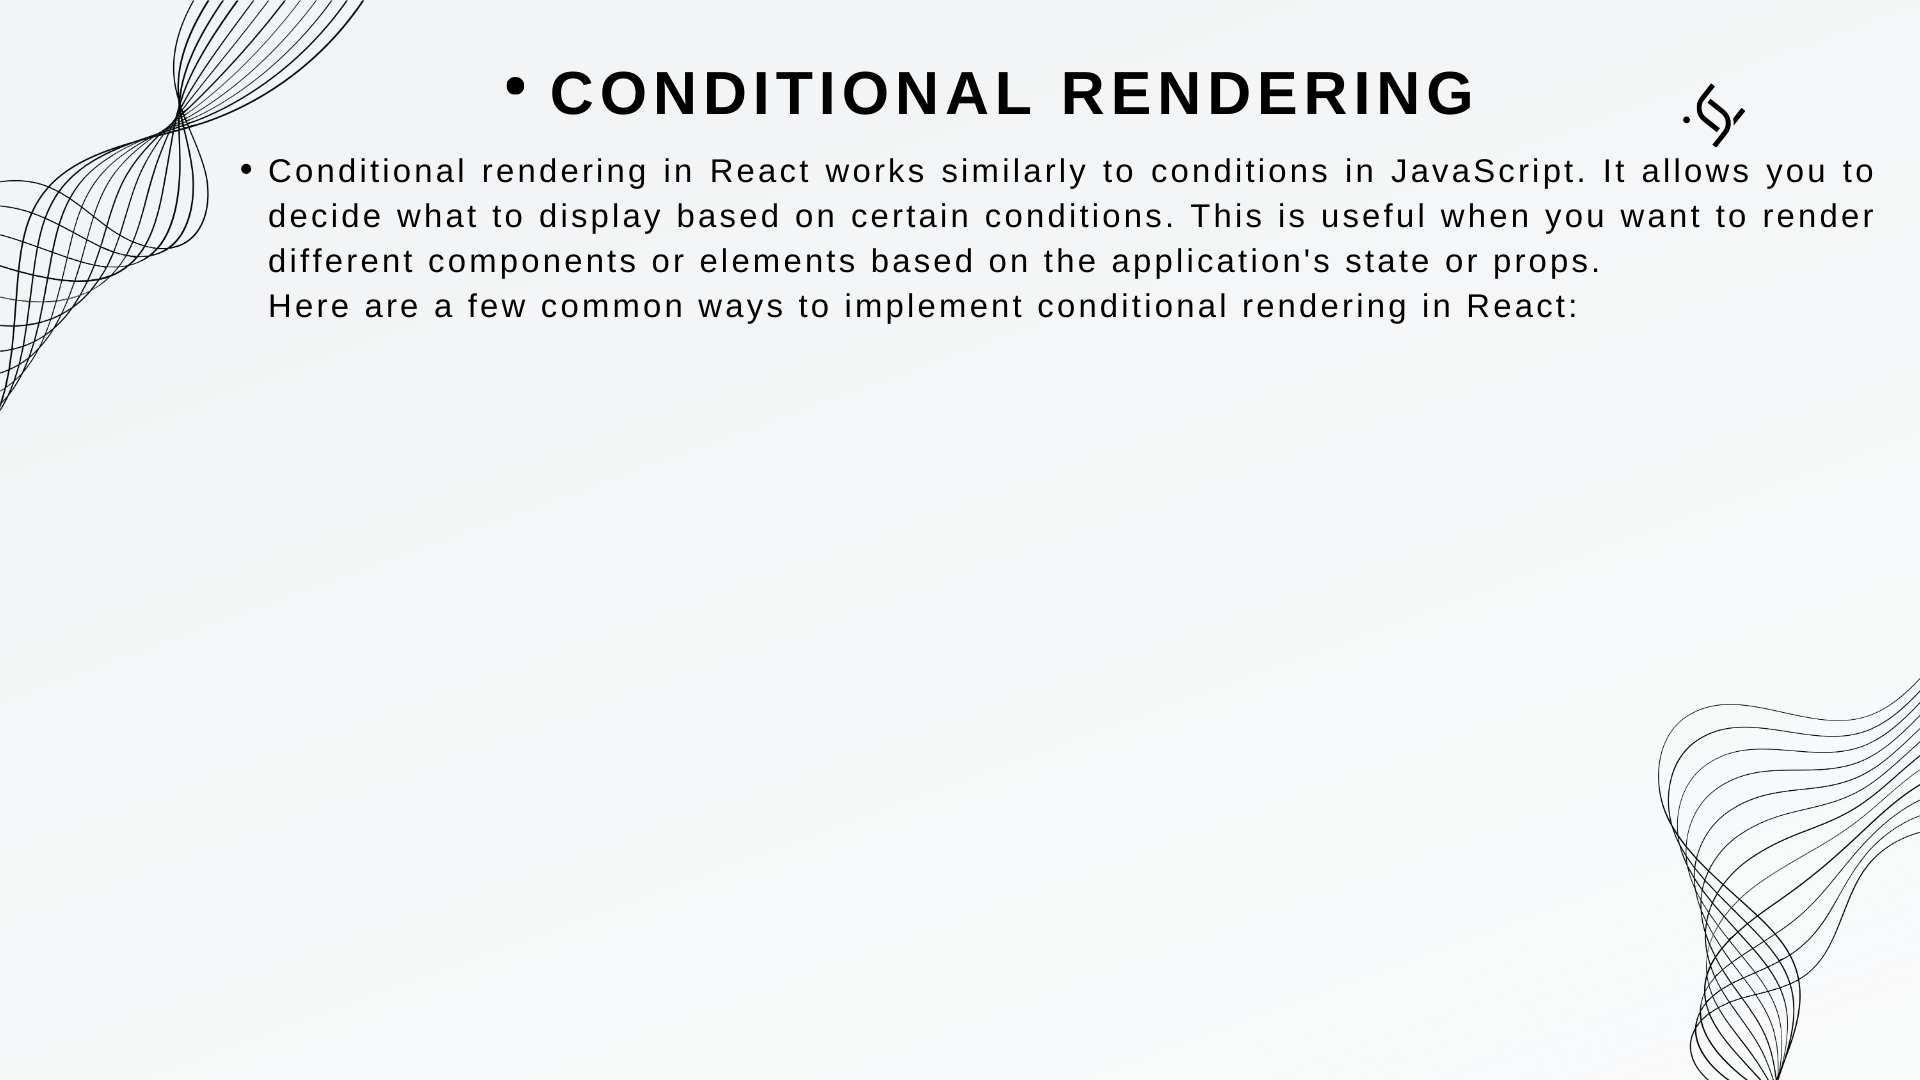 • CONDITIONAL RENDERING
• Conditional rendering in React works similarly to conditions in JavaScript. It allows you to
decide what to display based on certain conditions. This is useful when you want to render
different components or elements based on the application's state or props.
Here are a few common ways to implement conditional rendering in React: